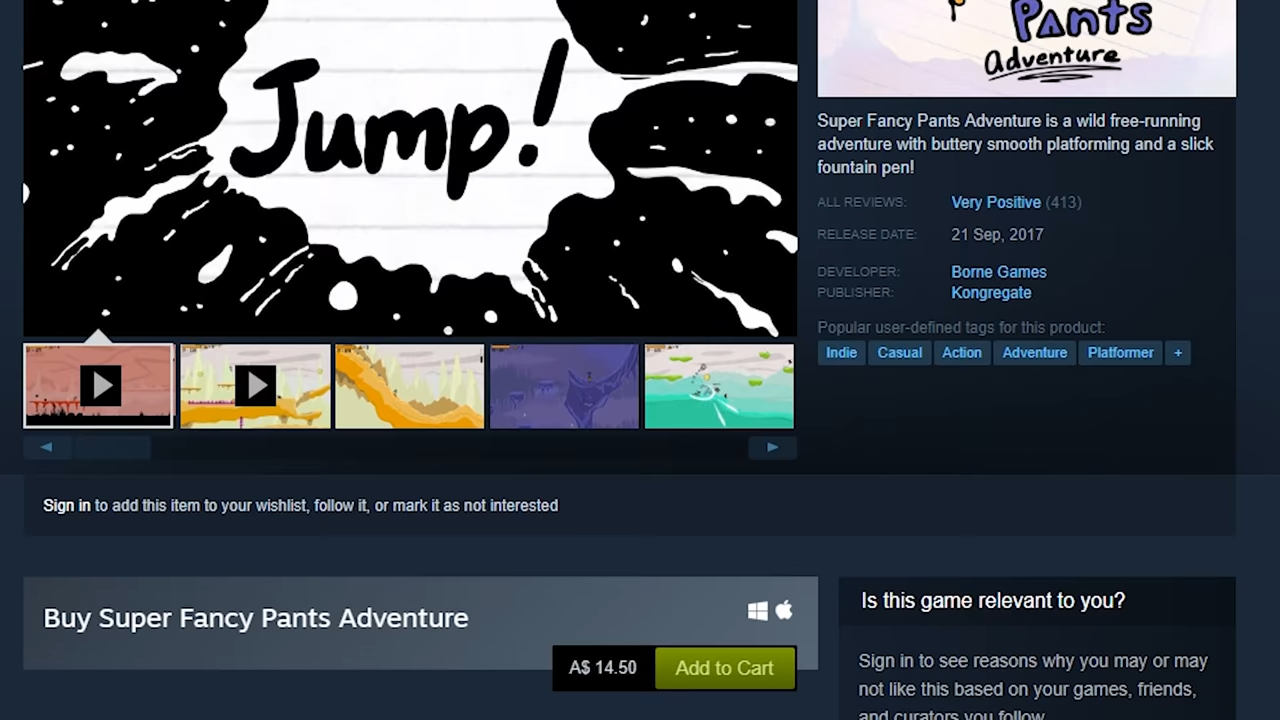 Jump!
Pants
Adventure
Super Fancy Pants Adventure is a wild free-running
adventure with buttery smooth platforming and a slick
fountain pen!
ALL REVIEWS: Very Positive (413)
RELEASE DATE: 21 Sep, 2017
DEVELOPER: Borne Games
PUBLISHER: Kongregate
Popular user-defined tags for this product:
Indie Casual Action Adventure Platformer +
Sign in to add this item to your wishlist, follow it, or mark it as not interested
Buy Super Fancy Pants Adventure
A$ 14.50 Add to Cart
Is this game relevant to you?
Sign in to see reasons why you may or may
not like this based on your games, friends,
and curators you follow